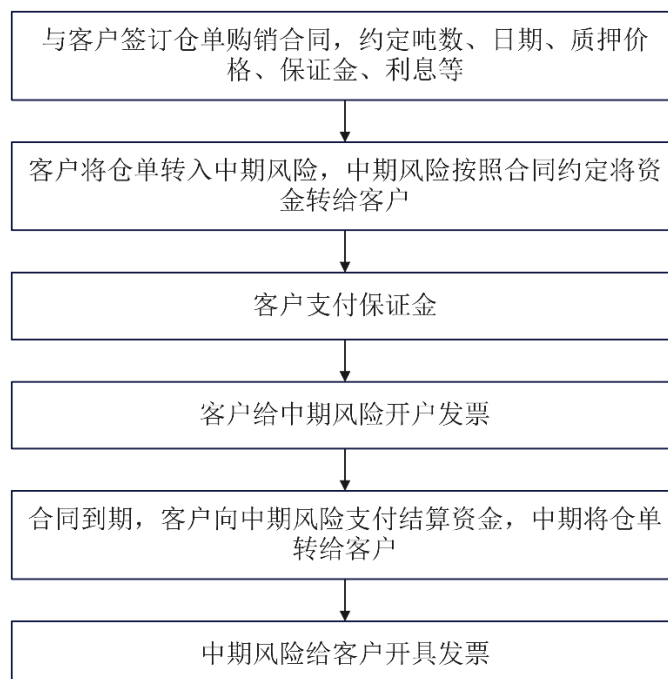 与客户签订仓单购销合同，约定吨数、日期、质押价
格、保证金、利息等
客户将仓单转入中期风险，中期风险按照合同约定将资
金转给客户
客户支付保证金
客户给中期风险开户发票
合同到期，客户向中期风险支付结算资金，中期将仓单
转给客户
中期风险给客户开具发票